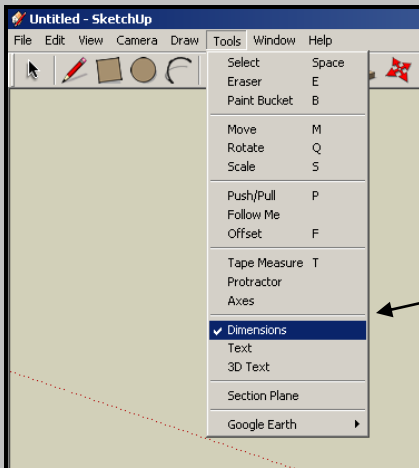 Untitled - SketchUp
File Edit View Camera Draw Tools Window Help
Select Space
Eraser E
Paint Bucket B
Move M
Rotate Q
Scale S
Push/Pull P
Follow Me
Offset F
Tape Measure T
Protractor
Axes
Dimensions
Text
3D Text
Section Plane
Google Earth